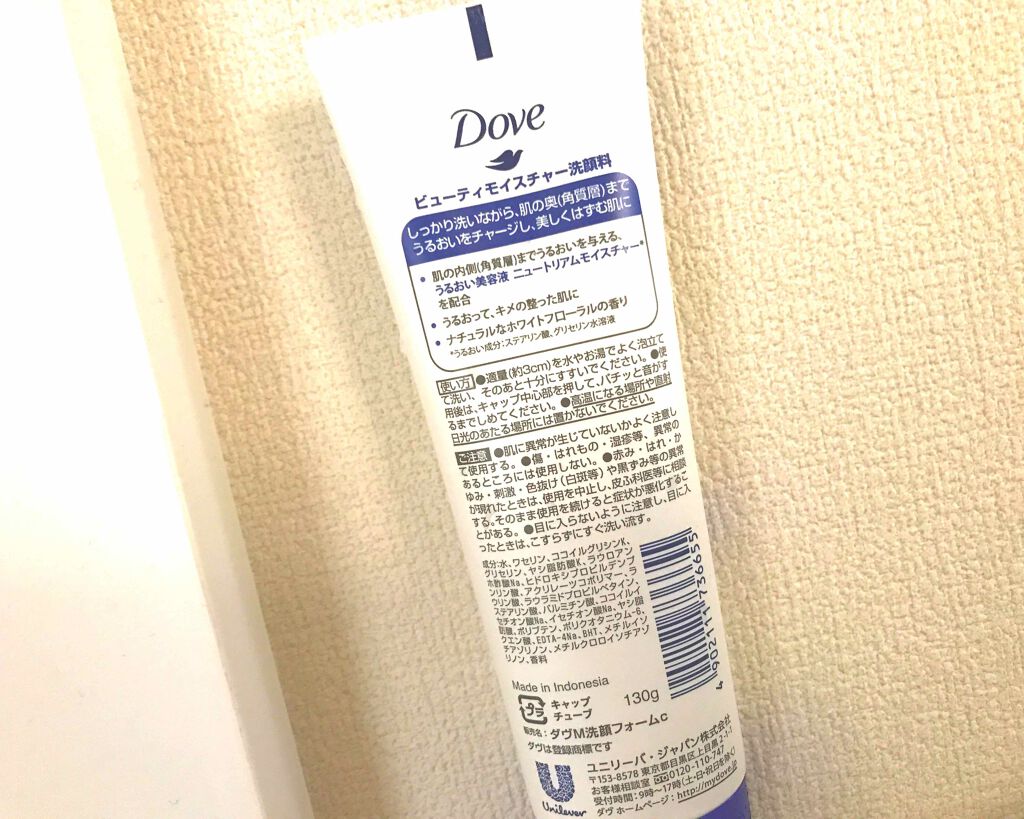 Dove
ビューティモイスチャー洗顔料
しっかり洗いながら、肌の奥(角質層)まで
うるおいをチャージし、美しくはずむ肌に
●肌の内側(角質層)までうるおいを与える、
うるおい美容液 ニュートリアムモイスチャー*
を配合
●うるおって、キメの整った肌に
●ナチュラルなホワイトフローラルの香り
*うるおい成分:ステアリン酸、グリセリン水溶液
使い方 ●適量(約3cm)を水やお湯でよく泡立て
て洗い、そのあと十分にすすいでください。●使
用後は、キャップ中心部を押して、パチッと音がす
るまでしめてください。●高温になる場所や直射
日光のあたる場所には置かないでください。
ご注意 ●肌に異常が生じていないかよく注意し
て使用する。●傷・はれもの・湿疹等、異常の
あるところには使用しない。●赤み・はれ・か
ゆみ・刺激・色抜け(白斑等)や黒ずみ等の異常
が現れたときは、使用を中止し、皮ふ科医等に相談
する。そのまま使用を続けると症状が悪化するこ
とがある。●目に入らないように注意し、目に入
ったときは、こすらずにすぐ洗い流す。
成分:水、ワセリン、ココイルグリシンK、
グリセリン、ヤシ脂肪酸K、ラウロアン
ホ酢酸Na、ヒドロキシプロピルデンプ
ンリン酸、アクリレーツコポリマー、ラ
ウリン酸、ラウラミドプロピルベタイン、
ステアリン酸、パルミチン酸、ココイルイ
セチオン酸Na、イセチオン酸Na、ヤシ脂
肪酸、ポリブテン、ポリクオタニウム-6、
クエン酸、EDTA-4Na、BHT、メチルイソ
チアゾリノン、メチルクロロイソチアゾ
リノン、香料
4902111736655
Made in Indonesia
プラ キャップ
チューブ
130g
販売名:ダヴM洗顔フォームc
ダヴは登録商標です
Unilever
ユニリーバ・ジャパン株式会社
〒153-8578 東京都目黒区上目黒2-1-1
お客様相談室 0120-110-747
受付時間:9時〜17時(土・日・祝日を除く)
ダヴ ホームページ:http://mydove.jp